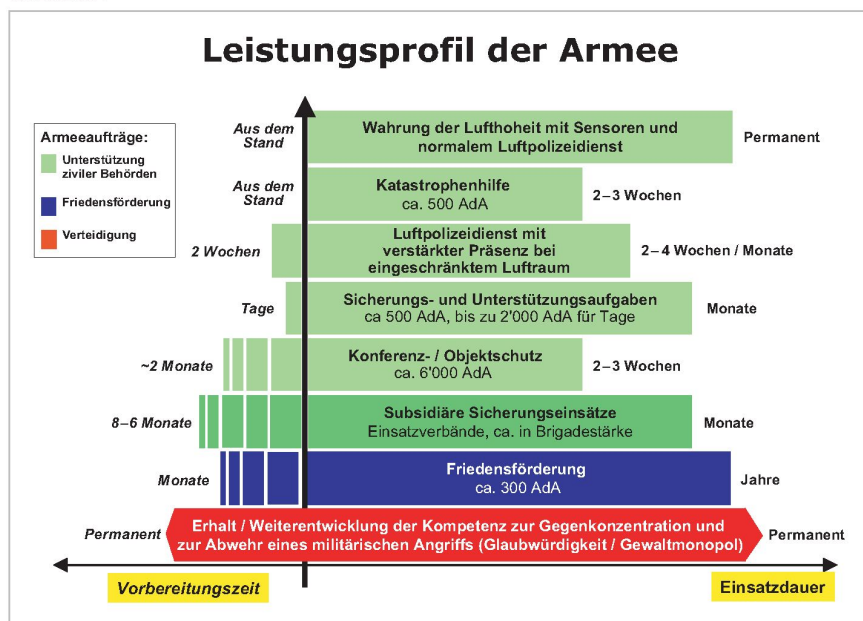 Leistungsprofil der Armee
Armeeaufträge:
Unterstützung
ziviler Behörden
Friedensförderung
Verteidigung
Aus dem
Stand
Wahrung der Lufthoheit mit Sensoren und
normalem Luftpolizeidienst
Permanent
Aus dem
Stand
Katastrophenhilfe
ca. 500 AdA
2–3 Wochen
2 Wochen
Luftpolizeidienst mit
verstärkter Präsenz bei
eingeschränktem Luftraum
2–4 Wochen / Monate
Tage
Sicherungs- und Unterstützungsaufgaben
ca 500 AdA, bis zu 2'000 AdA für Tage
Monate
~2 Monate
Konferenz- / Objektschutz
ca. 6'000 AdA
2–3 Wochen
8–6 Monate
Subsidiäre Sicherungseinsätze
Einsatzverbände, ca. in Brigadestärke
Monate
Monate
Friedensförderung
ca. 300 AdA
Jahre
Permanent
Erhalt / Weiterentwicklung der Kompetenz zur Gegenkonzentration und
zur Abwehr eines militärischen Angriffs (Glaubwürdigkeit / Gewaltmonopol)
Permanent
Vorbereitungszeit
Einsatzdauer